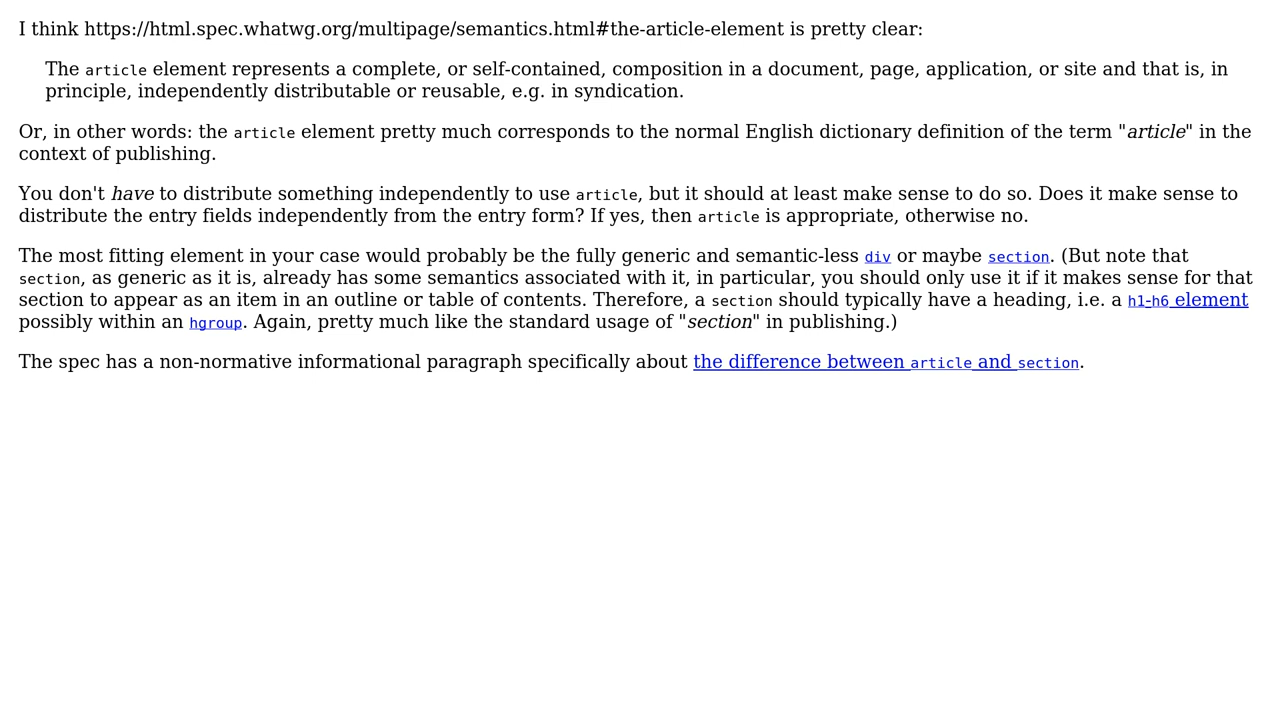 I think https://html.spec.whatwg.org/multipage/semantics.html#the-article-element is pretty clear:
The article element represents a complete, or self-contained, composition in a document, page, application, or site and that is, in
principle, independently distributable or reusable, e.g. in syndication.
Or, in other words: the article element pretty much corresponds to the normal English dictionary definition of the term "article" in the
context of publishing.
You don't have to distribute something independently to use article, but it should at least make sense to do so. Does it make sense to
distribute the entry fields independently from the entry form? If yes, then article is appropriate, otherwise no.
The most fitting element in your case would probably be the fully generic and semantic-less div or maybe section. (But note that
section, as generic as it is, already has some semantics associated with it, in particular, you should only use it if it makes sense for that
section to appear as an item in an outline or table of contents. Therefore, a section should typically have a heading, i.e. a h1-h6 element
possibly within an hgroup. Again, pretty much like the standard usage of "section" in publishing.)
The spec has a non-normative informational paragraph specifically about the difference between article and section.